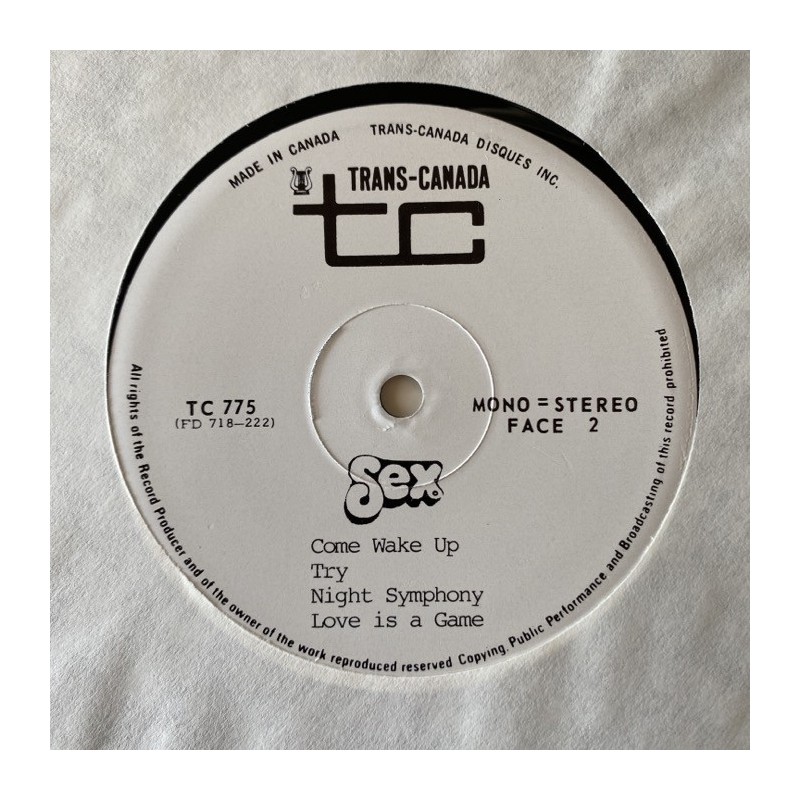 MADE IN CANADA TRANS-CANADA DISQUES INC.
TRANS-CANADA
tc
TC 775
(FD 718-222)
MONO = STEREO
FACE 2
Sex
Come Wake Up
Try
Night Symphony
Love is a Game
All rights of the Record Producer and of the owner of the work reproduced reserved Copying, Public Performance and Broadcasting of this record prohibited